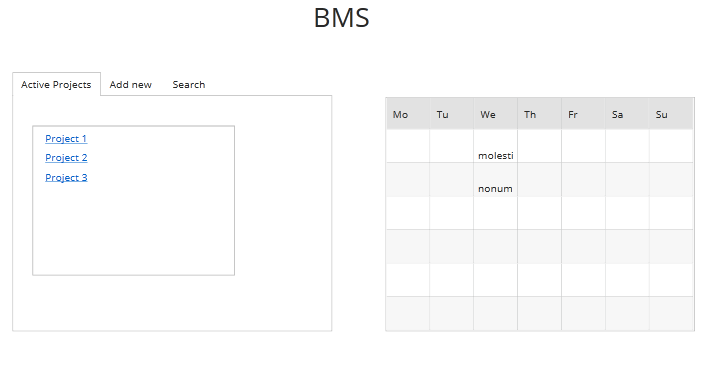 BMS
Active Projects Add new Search
Project 1
Project 2
Project 3
Mo Tu We Th Fr Sa Su
molesti
nonum